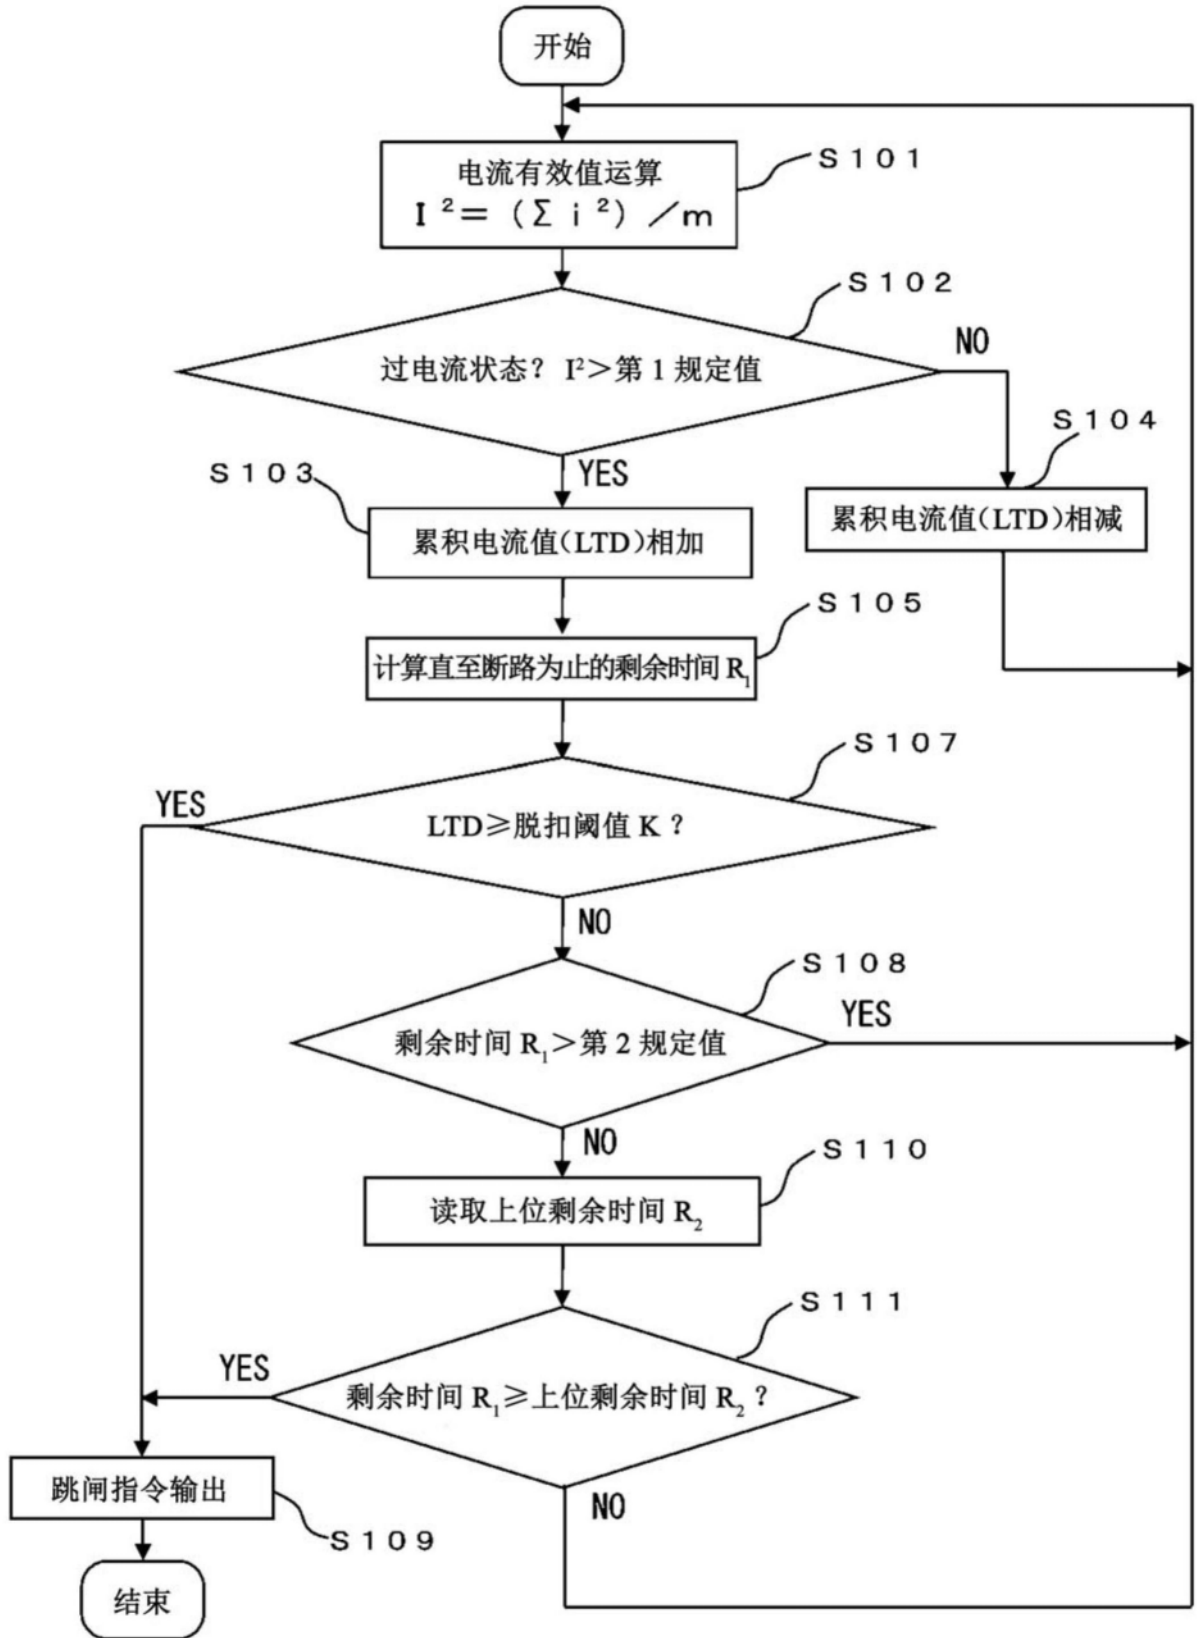 开始
S101
电流有效值运算
I²=(Σi²)/m
S102
过电流状态? I²>第1规定值
NO
S104
YES
S103
累积电流值(LTD)相减
累积电流值(LTD)相加
S105
计算直至断路为止的剩余时间 R₁
S107
YES
LTD≥脱扣阈值 K?
NO
S108
YES
剩余时间 R₁>第2规定值
NO
S110
读取上位剩余时间 R₂
S111
YES
剩余时间 R₁≥上位剩余时间 R₂?
跳闸指令输出
NO
S109
结束